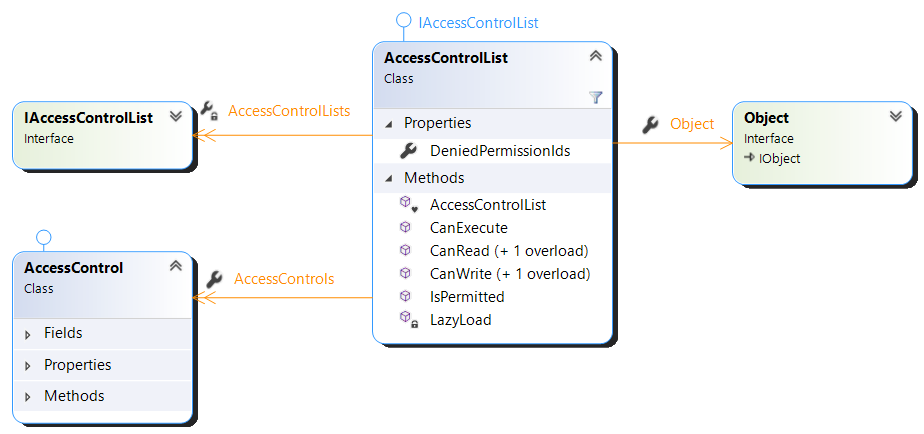 IAccessControlList
AccessControlList
Class
IAccessControlList
Interface
AccessControlLists
Properties
DeniedPermissionIds
Methods
AccessControlList
CanExecute
CanRead (+ 1 overload)
CanWrite (+ 1 overload)
IsPermitted
LazyLoad
Object
Object
Interface
IObject
AccessControl
Class
Fields
Properties
Methods
AccessControls